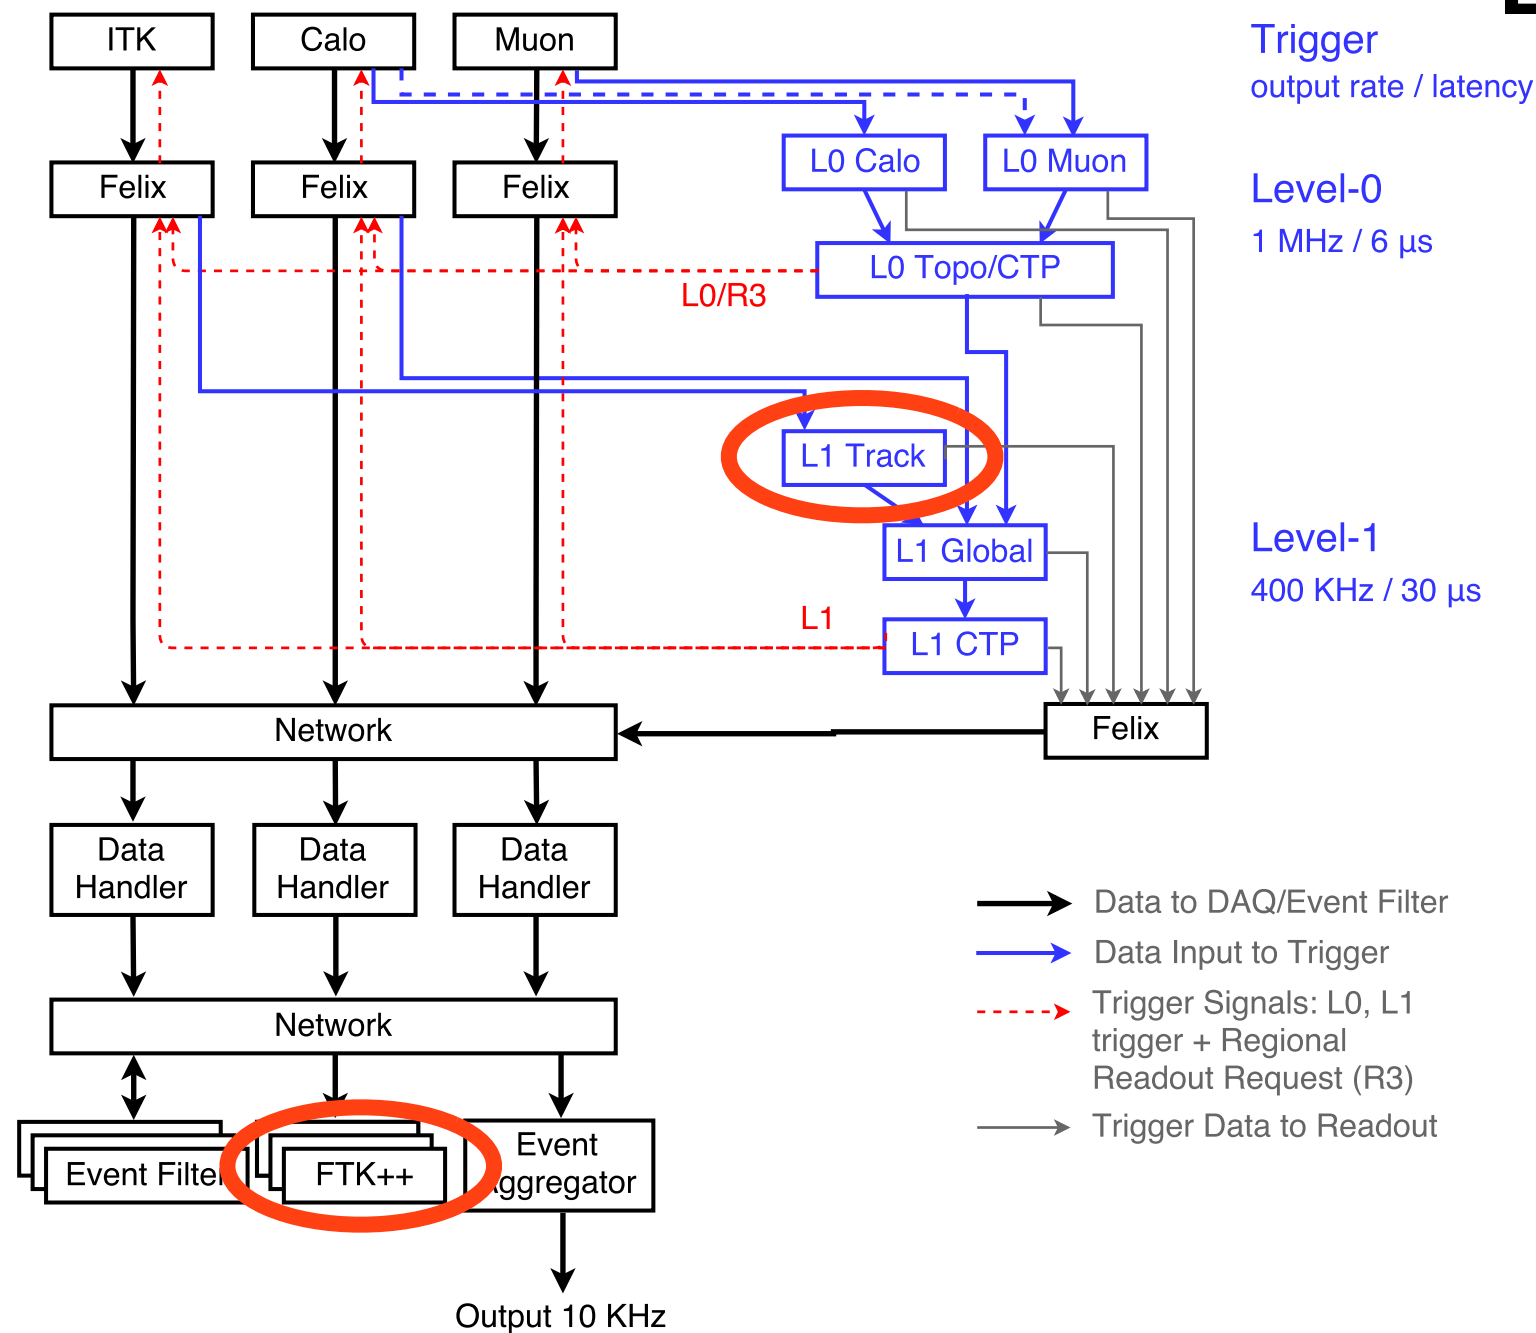 ITK
Calo
Muon
Trigger
output rate / latency
Felix
Felix
Felix
L0 Calo
L0 Muon
Level-0
1 MHz / 6 μs
L0 Topo/CTP
L0/R3
L1 Track
L1 Global
Level-1
400 KHz / 30 μs
L1
L1 CTP
Network
Felix
Data
Handler
Data
Handler
Data
Handler
Data to DAQ/Event Filter
Data Input to Trigger
Trigger Signals: L0, L1
trigger + Regional
Readout Request (R3)
Trigger Data to Readout
Network
Event Filter
FTK++
Event
Aggregator
Output 10 KHz